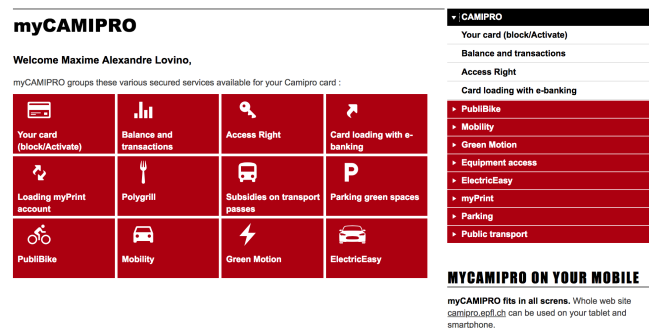 myCAMIPRO
Welcome Maxime Alexandre Lovino,
myCAMIPRO groups these various secured services available for your Camipro card :
Your card
(block/Activate)
Balance and
transactions
Access Right
Card loading with e-
banking
Loading myPrint
account
Polygrill
Subsidies on transport
passes
P
Parking green spaces
PubliBike
Mobility
Green Motion
ElectricEasy
CAMIPRO
Your card (block/Activate)
Balance and transactions
Access Right
Card loading with e-banking
PubliBike
Mobility
Green Motion
Equipment access
ElectricEasy
myPrint
Parking
Public transport
MYCAMIPRO ON YOUR MOBILE
myCAMIPRO fits in all screns. Whole web site
camipro.epfl.ch can be used on your tablet and
smartphone.